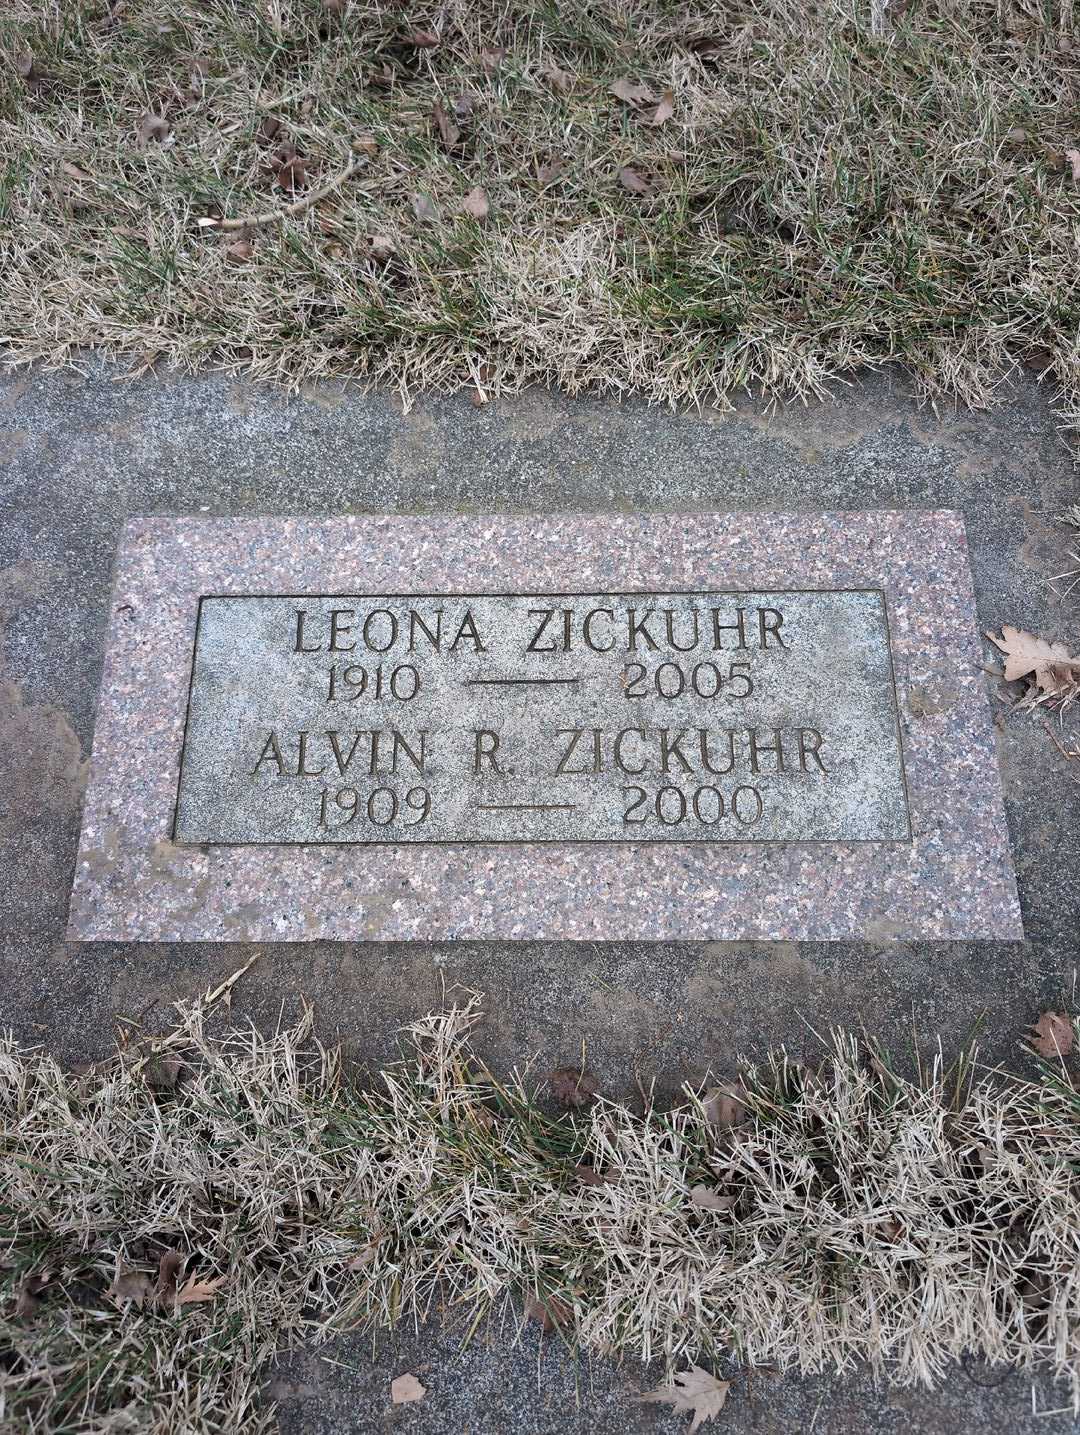 LEONA ZICKUHR
1910 — 2005
ALVIN R. ZICKUHR
1909 — 2000